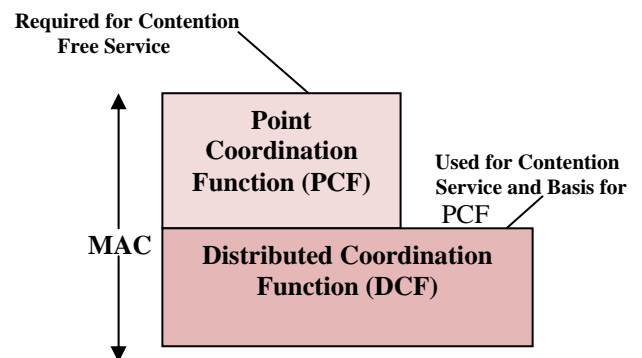 Required for Contention
Free Service
Point
Coordination
Function (PCF)
Used for Contention
Service and Basis for
PCF
MAC
Distributed Coordination
Function (DCF)